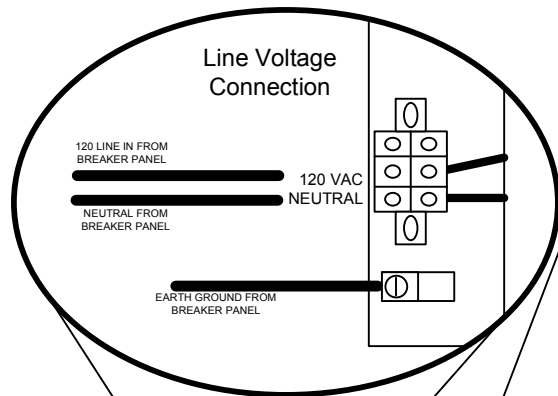 Line Voltage
Connection
120 LINE IN FROM
BREAKER PANEL
120 VAC
NEUTRAL
NEUTRAL FROM
BREAKER PANEL
EARTH GROUND FROM
BREAKER PANEL